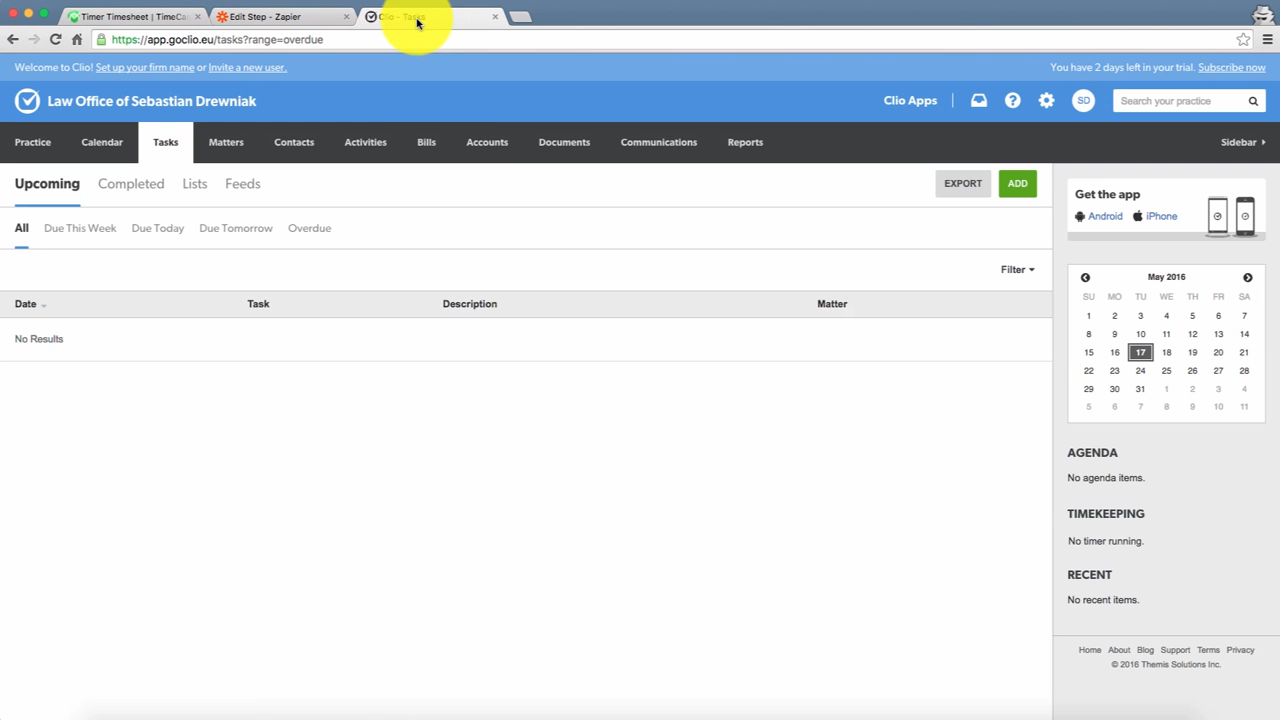 Timer Timesheet | TimeCa
Edit Step - Zapier
Clio - Tasks
https://app.goclio.eu/tasks?range=overdue
Welcome to Clio! Set up your firm name or Invite a new user.
You have 2 days left in your trial. Subscribe now
Law Office of Sebastian Drewniak
Clio Apps
SD
Search your practice
Practice Calendar Tasks Matters Contacts Activities Bills Accounts Documents Communications Reports
Sidebar
Upcoming Completed Lists Feeds
EXPORT
ADD
All Due This Week Due Today Due Tomorrow Overdue
Filter
Date Task Description Matter
No Results
Get the app
Android iPhone
May 2016
SU MO TU WE TH FR SA
1 2 3 4 5 6 7
8 9 10 11 12 13 14
15 16 17 18 19 20 21
22 23 24 25 26 27 28
29 30 31 1 2 3 4
5 6 7 8 9 10 11
AGENDA
No agenda items.
TIMEKEEPING
No timer running.
RECENT
No recent items.
Home About Blog Support Terms Privacy
© 2016 Themis Solutions Inc.